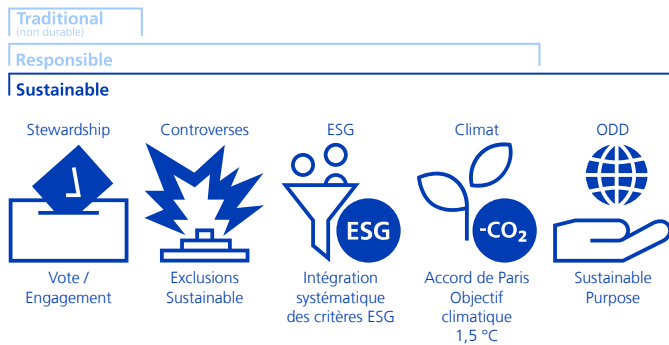 Traditional
(non durable)
Responsible
Sustainable
Stewardship
Controverses
ESG
Climat
ODD
ESG
-CO₂
Vote /
Engagement
Exclusions
Sustainable
Intégration
systématique
des critères ESG
Accord de Paris
Objectif
climatique
1,5 °C
Sustainable
Purpose